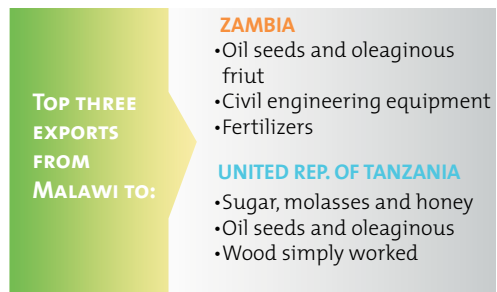 Top three
exports
from
Malawi to:
ZAMBIA
•Oil seeds and oleaginous
friut
•Civil engineering equipment
•Fertilizers
UNITED REP. OF TANZANIA
•Sugar, molasses and honey
•Oil seeds and oleaginous
•Wood simply worked